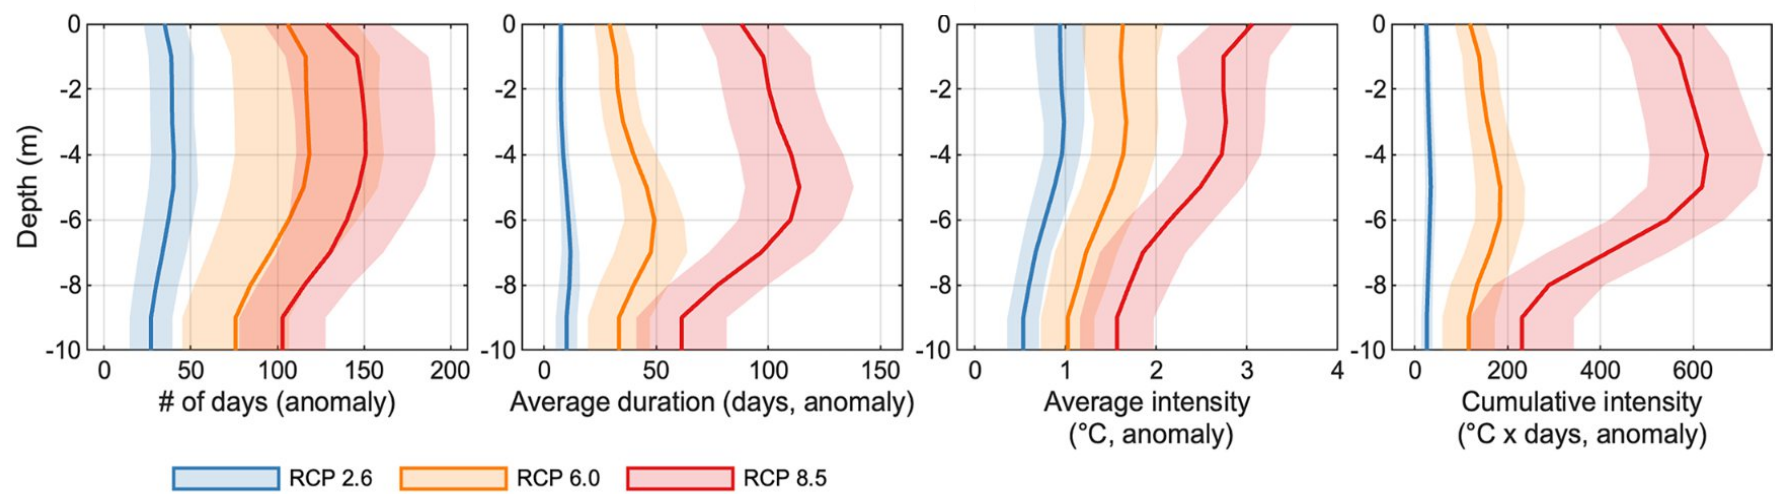 0 0 0 0
-2 -2 -2 -2
Depth (m)
-4 -4 -4 -4
-6 -6 -6 -6
-8 -8 -8 -8
-10 -10 -10 -10
0 50 100 150 200 0 50 100 150 0 1 2 3 4 0 200 400 600
# of days (anomaly) Average duration (days, anomaly) Average intensity Cumulative intensity
(°C, anomaly) (°C x days, anomaly)
RCP 2.6 RCP 6.0 RCP 8.5